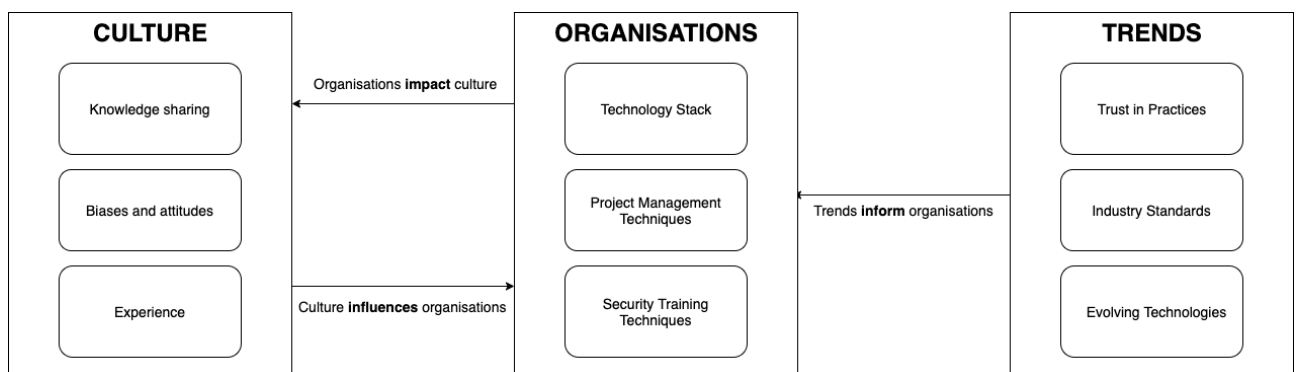 CULTURE
Knowledge sharing
Biases and attitudes
Experience
Organisations impact culture
Culture influences organisations
ORGANISATIONS
Technology Stack
Project Management
Techniques
Security Training
Techniques
Trends inform organisations
TRENDS
Trust in Practices
Industry Standards
Evolving Technologies